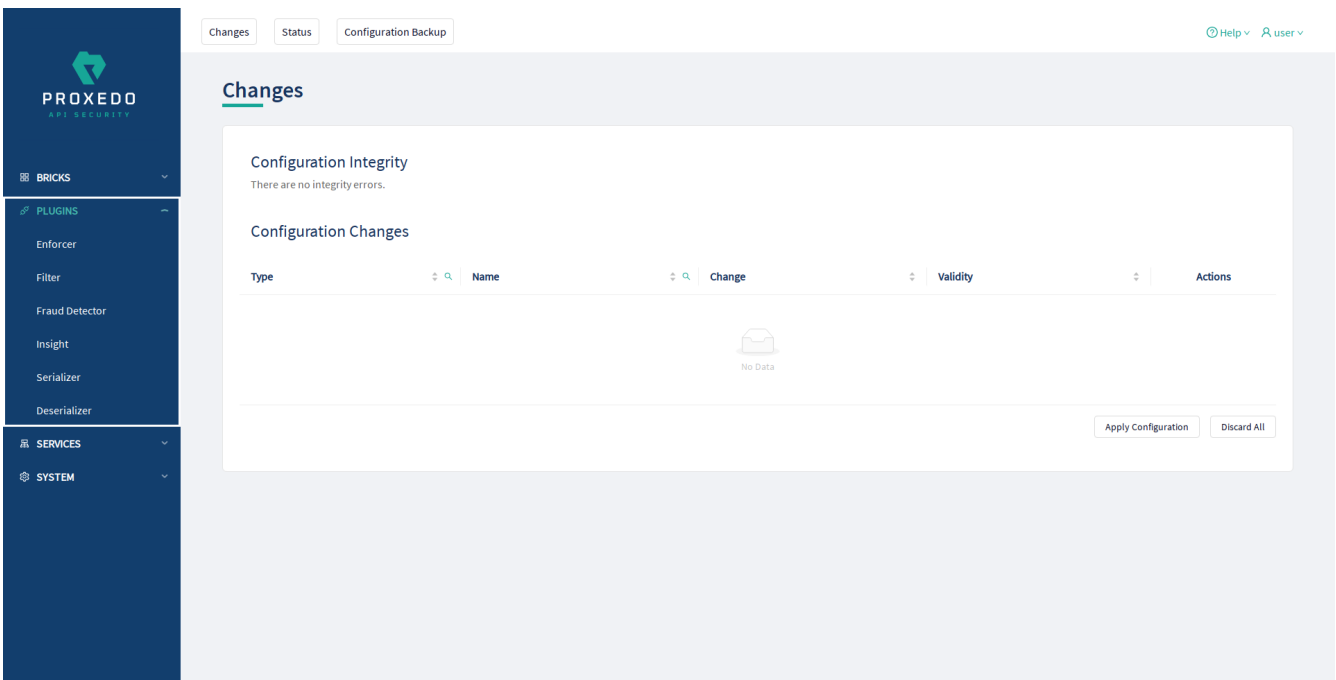 Changes
Status
Configuration Backup
Help
user
PROXEDO
API SECURITY
BRICKS
PLUGINS
Enforcer
Filter
Fraud Detector
Insight
Serializer
Deserializer
SERVICES
SYSTEM
Changes
Configuration Integrity
There are no integrity errors.
Configuration Changes
Type Name Change Validity Actions
No Data
Apply Configuration
Discard All